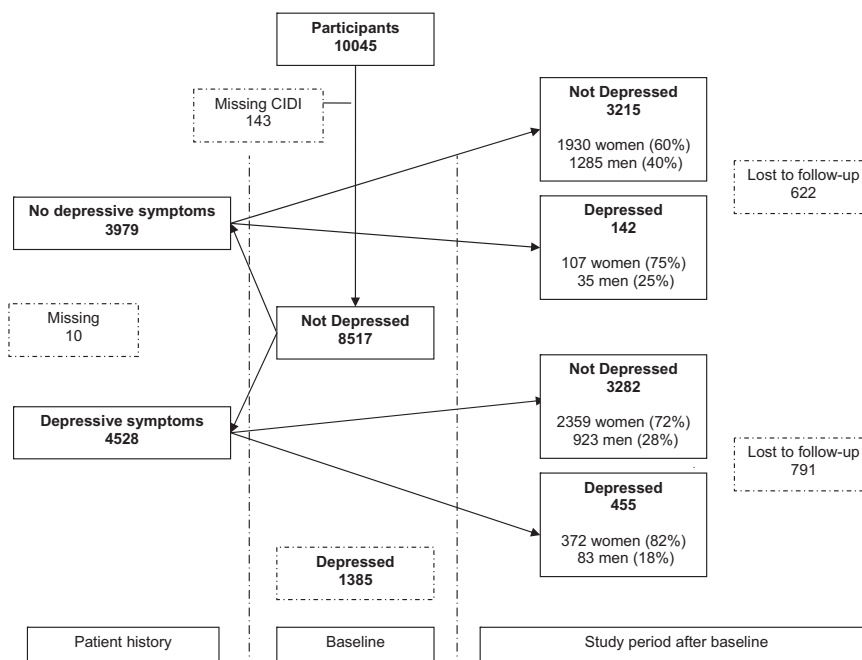 Participants
10045
Missing CIDI
143
Not Depressed
3215
1930 women (60%)
1285 men (40%)
Lost to follow-up
622
No depressive symptoms
3979
Depressed
142
107 women (75%)
35 men (25%)
Missing
10
Not Depressed
8517
Not Depressed
3282
2359 women (72%)
923 men (28%)
Depressive symptoms
4528
Lost to follow-up
791
Depressed
455
372 women (82%)
83 men (18%)
Depressed
1385
Patient history
Baseline
Study period after baseline